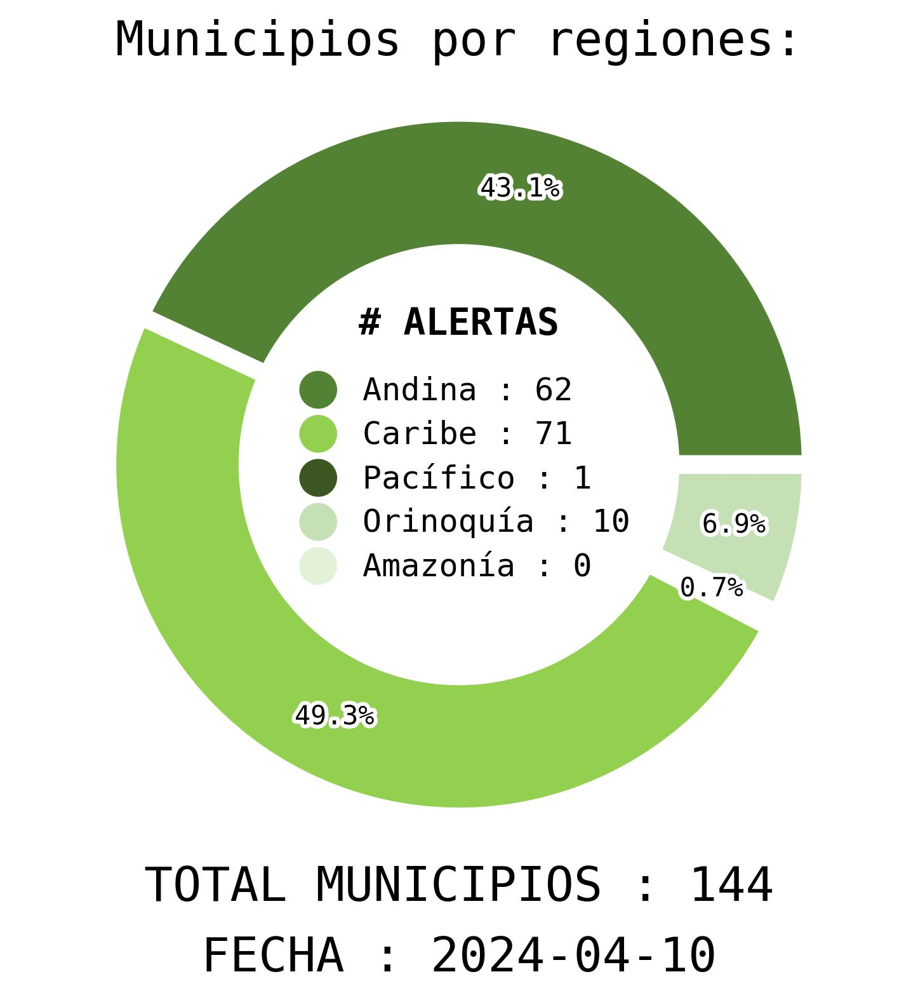 Municipios por regiones:
43.1%
# ALERTAS
Andina : 62
Caribe : 71
Pacífico : 1
Orinoquía : 10
Amazonía : 0
6.9%
0.7%
49.3%
TOTAL MUNICIPIOS : 144
FECHA : 2024-04-10